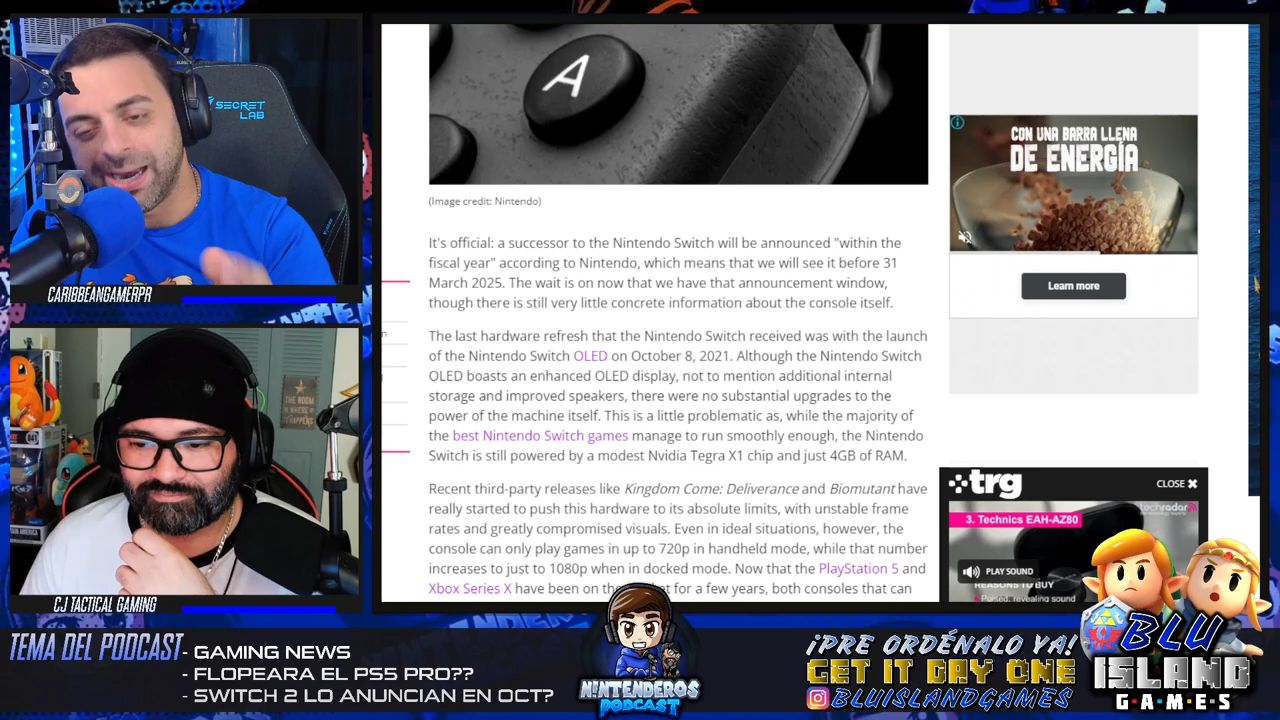 SECRET
LAB
CARIBBEANGAMERPR
THE ROOM
IN WHERE IT
HAPPENS
641
CJ TACTICAL GAMING
A
(Image credit: Nintendo)
It's official: a successor to the Nintendo Switch will be announced "within the
fiscal year" according to Nintendo, which means that we will see it before 31
March 2025. The wait is on now that we have that announcement window,
though there is still very little concrete information about the console itself.
The last hardware refresh that the Nintendo Switch received was with the launch
of the Nintendo Switch OLED on October 8, 2021. Although the Nintendo Switch
OLED boasts an enhanced OLED display, not to mention additional internal
storage and improved speakers, there were no substantial upgrades to the
power of the machine itself. This is a little problematic as, while the majority of
the best Nintendo Switch games manage to run smoothly enough, the Nintendo
Switch is still powered by a modest Nvidia Tegra X1 chip and just 4GB of RAM.
Recent third-party releases like Kingdom Come: Deliverance and Biomutant have
really started to push this hardware to its absolute limits, with unstable frame
rates and greatly compromised visuals. Even in ideal situations, however, the
console can only play games in up to 720p in handheld mode, while that number
increases to just to 1080p when in docked mode. Now that the PlayStation 5 and
Xbox Series X have been on the for a few years, both consoles that can
CON UNA BARRA LLENA
DE ENERGÍA
Learn more
trg
CLOSE X
techradar
3. Technics EAH-AZ80
PLAY SOUND
REASONS TO BUY
revealing sound
TEMA DEL PODCAST
- GAMING NEWS
- FLOPEARA EL PS5 PRO??
- SWITCH 2 LO ANUNCIAN EN OCT?
NINTENDEROS
PODCAST
¡PRE ORDÉNALO YA!
GET IT DAY ONE
BLUISLANDGAMES
BLU
ISLAND
G·A·M·E·S